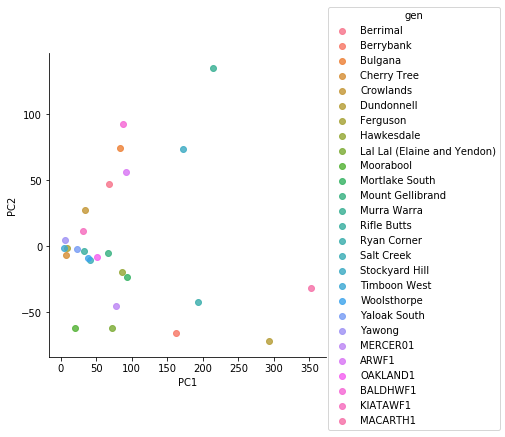 gen
Berrimal
Berrybank
Bulgana
Cherry Tree
Crowlands
Dundonnell
Ferguson
Hawkesdale
Lal Lal (Elaine and Yendon)
Moorabool
Mortlake South
Mount Gellibrand
Murra Warra
Rifle Butts
Ryan Corner
Salt Creek
Stockyard Hill
Timboon West
Woolsthorpe
Yaloak South
Yawong
MERCER01
ARWF1
OAKLAND1
BALDHWF1
KIATAWF1
MACARTH1
PC2
100
50
0
−50
0 50 100 150 200 250 300 350
PC1